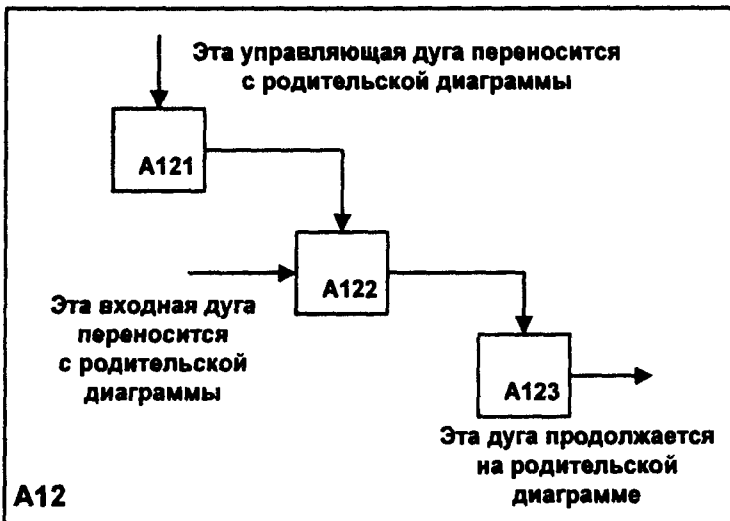 Эта управляющая дуга переносится
с родительской диаграммы
A121
A122
Эта входная дуга
переносится
с родительской
диаграммы
A123
Эта дуга продолжается
на родительской
диаграмме
A12